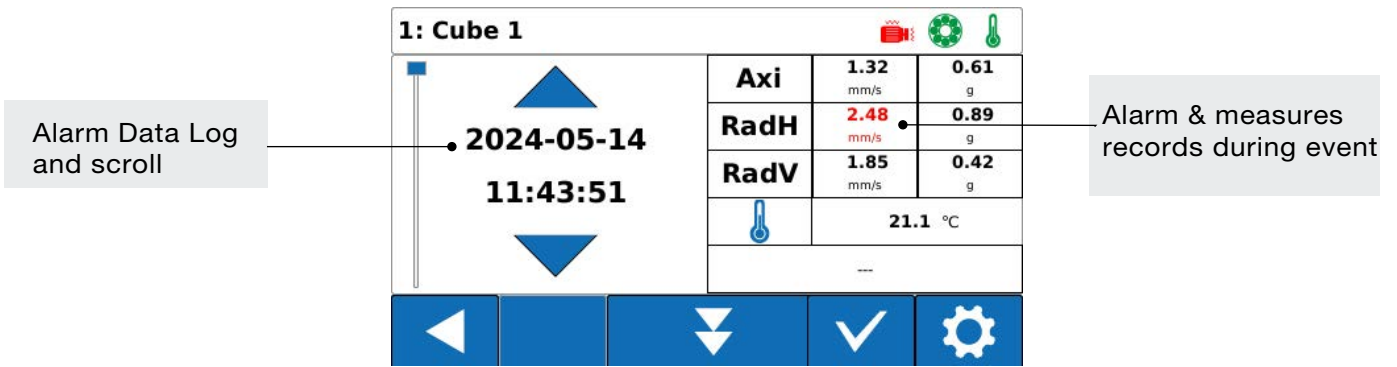 1: Cube 1
Alarm Data Log
and scroll
2024-05-14
11:43:51
Axi 1.32 0.61
mm/s g
RadH 2.48 0.89
mm/s g
RadV 1.85 0.42
mm/s g
21.1 °C
---
Alarm & measures
records during event